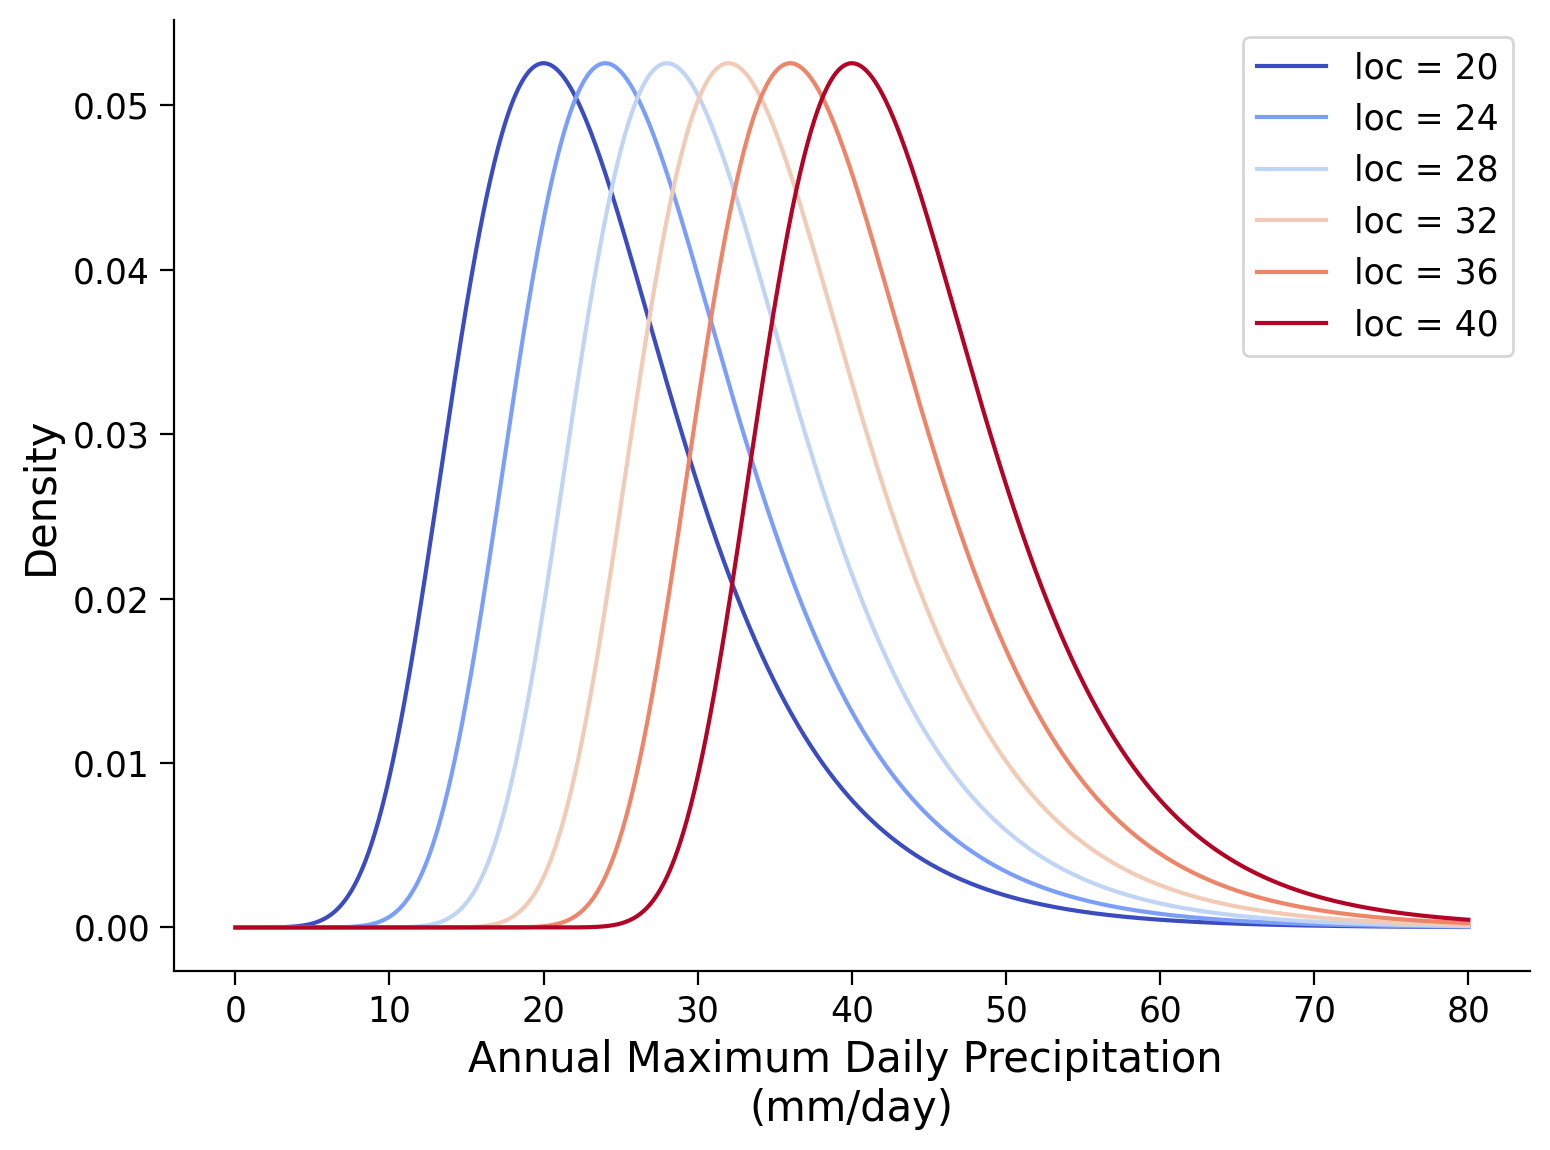 loc = 20
loc = 24
loc = 28
loc = 32
loc = 36
loc = 40
Density
0.05
0.04
0.03
0.02
0.01
0.00
0 10 20 30 40 50 60 70 80
Annual Maximum Daily Precipitation
(mm/day)